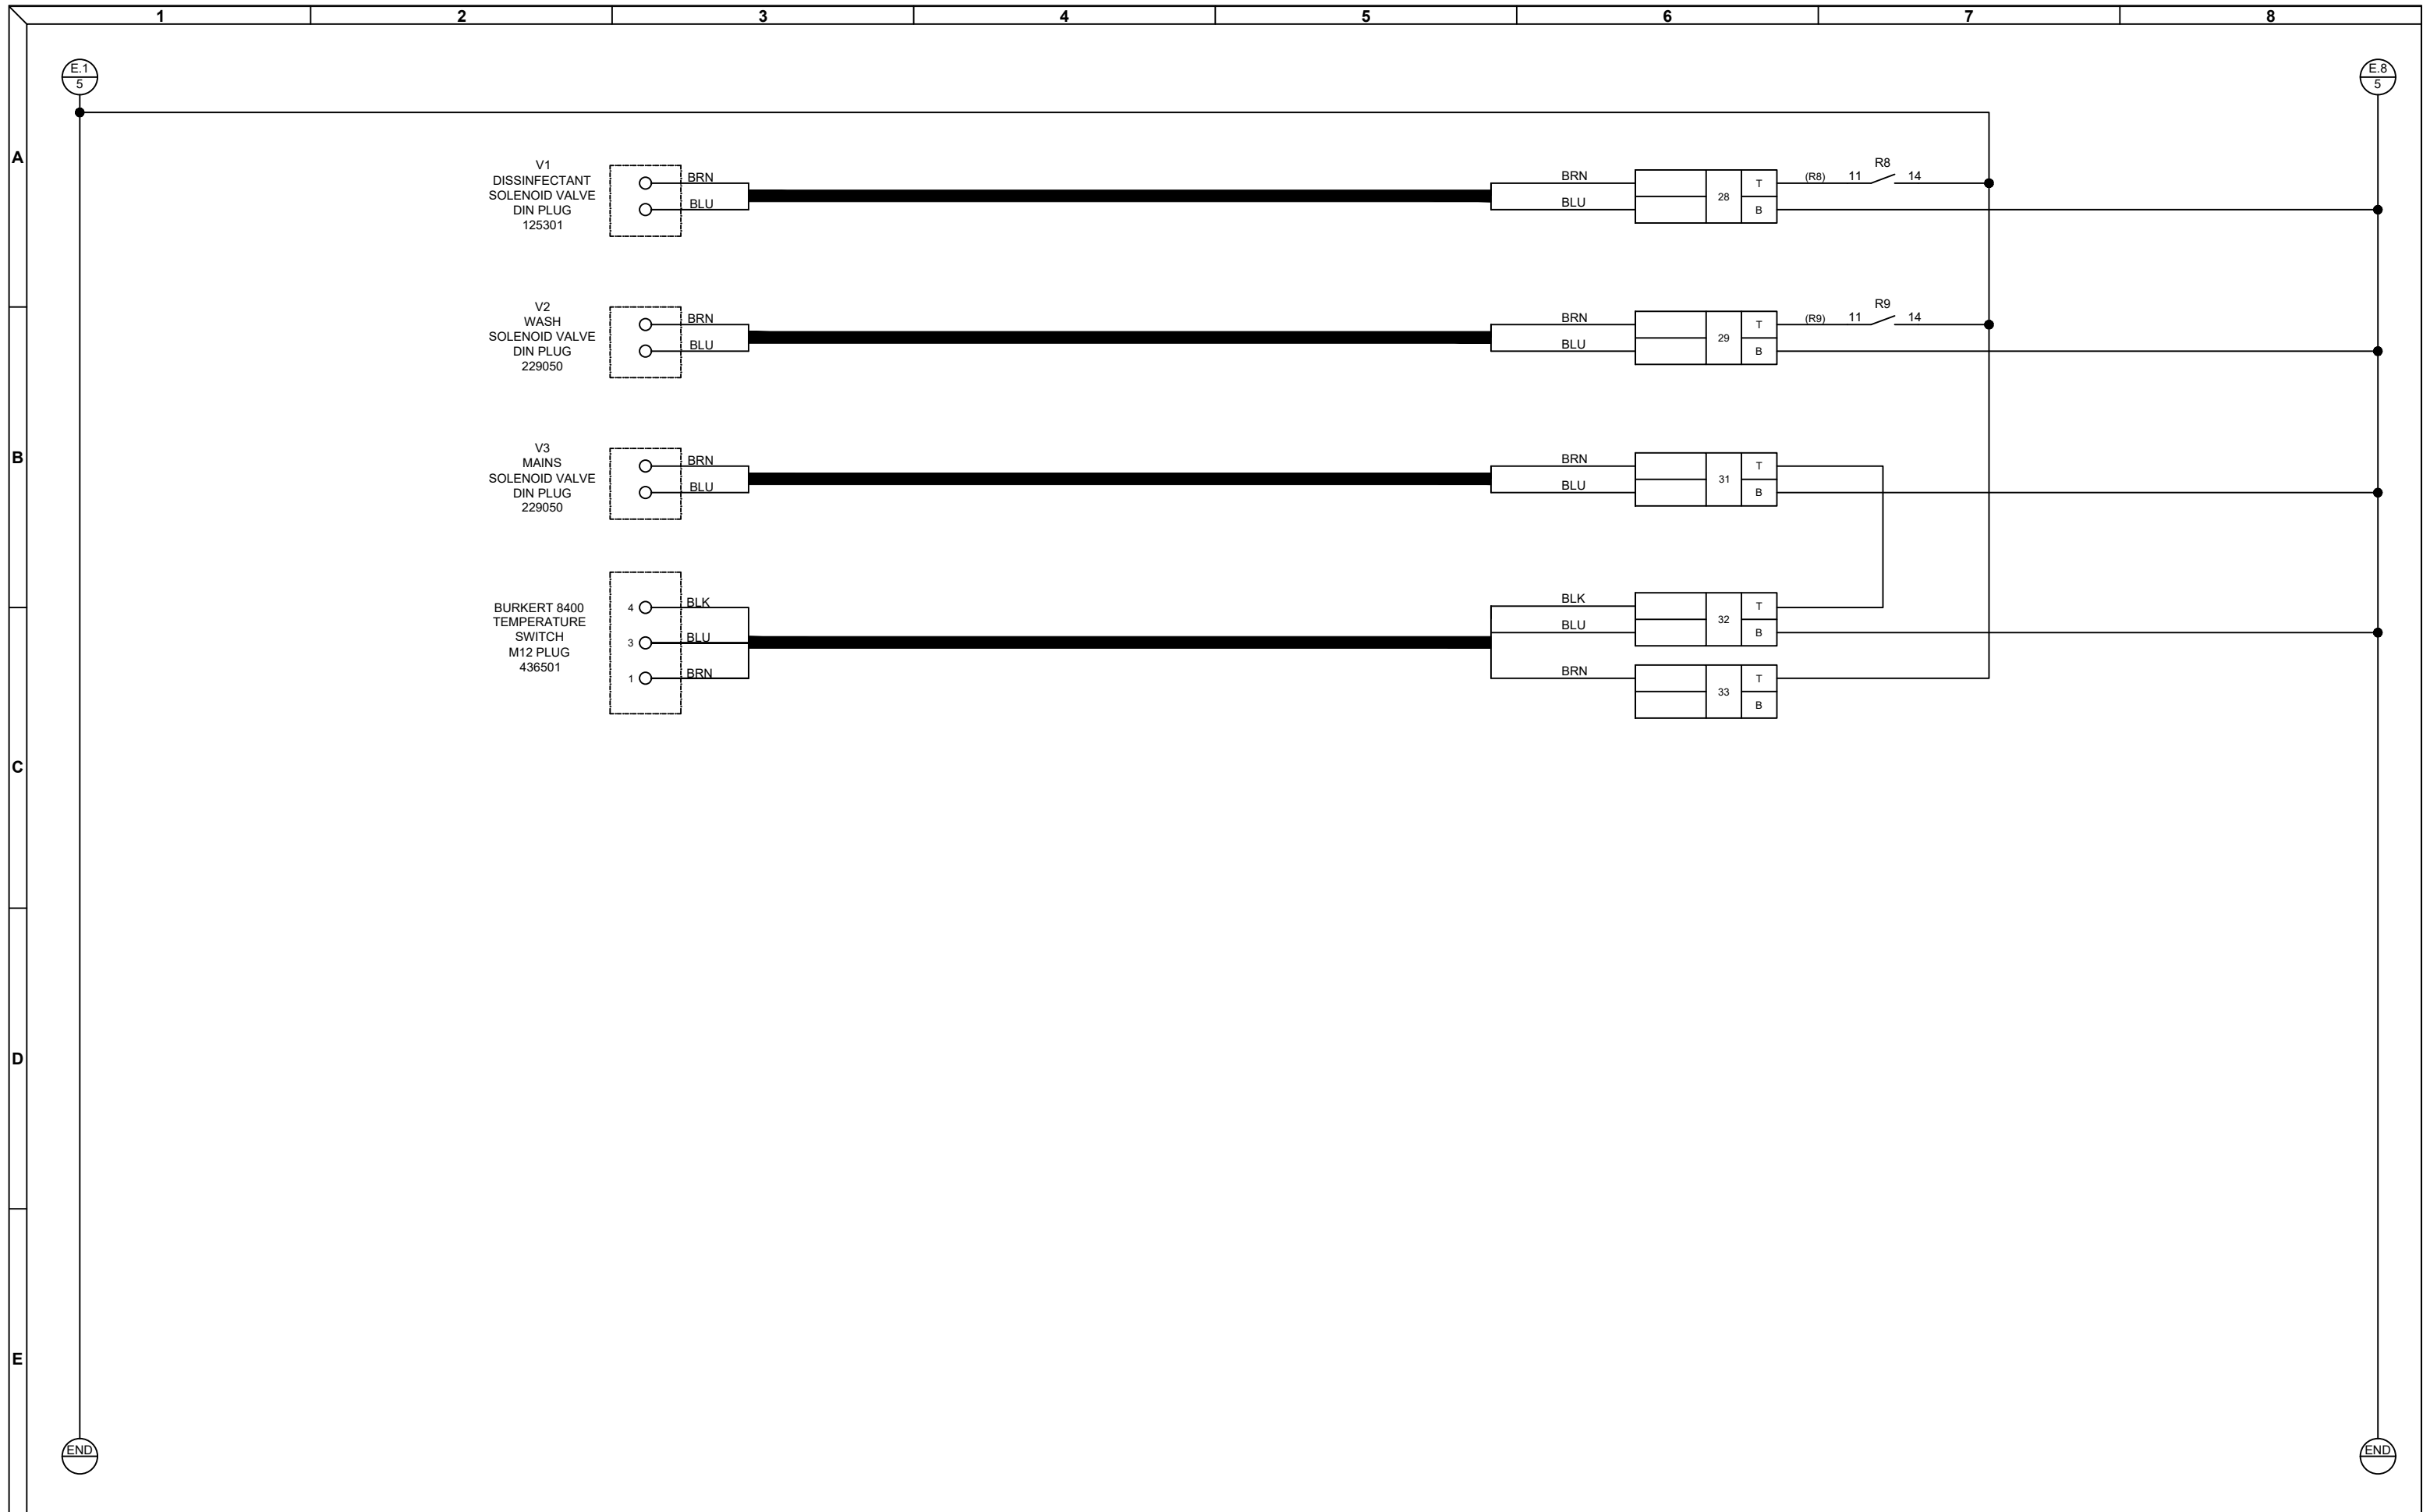 1 2 3 4 5 6 7 8
E.1 E.8
5 5
A
V1
DISSINFECTANT
SOLENOID VALVE
DIN PLUG
125301
BRN BRN T (R8) 11 R8 14
28
BLU BLU B
V2
WASH
SOLENOID VALVE
DIN PLUG
229050
BRN BRN T (R9) 11 R9 14
29
BLU BLU B
B
V3
MAINS
SOLENOID VALVE
DIN PLUG
229050
BRN BRN T
31
BLU BLU B
BURKERT 8400
TEMPERATURE
SWITCH
M12 PLUG
436501
4 BLK BLK T
32
3 BLU BLU B
1 BRN BRN T
33
B
C
D
E
END END